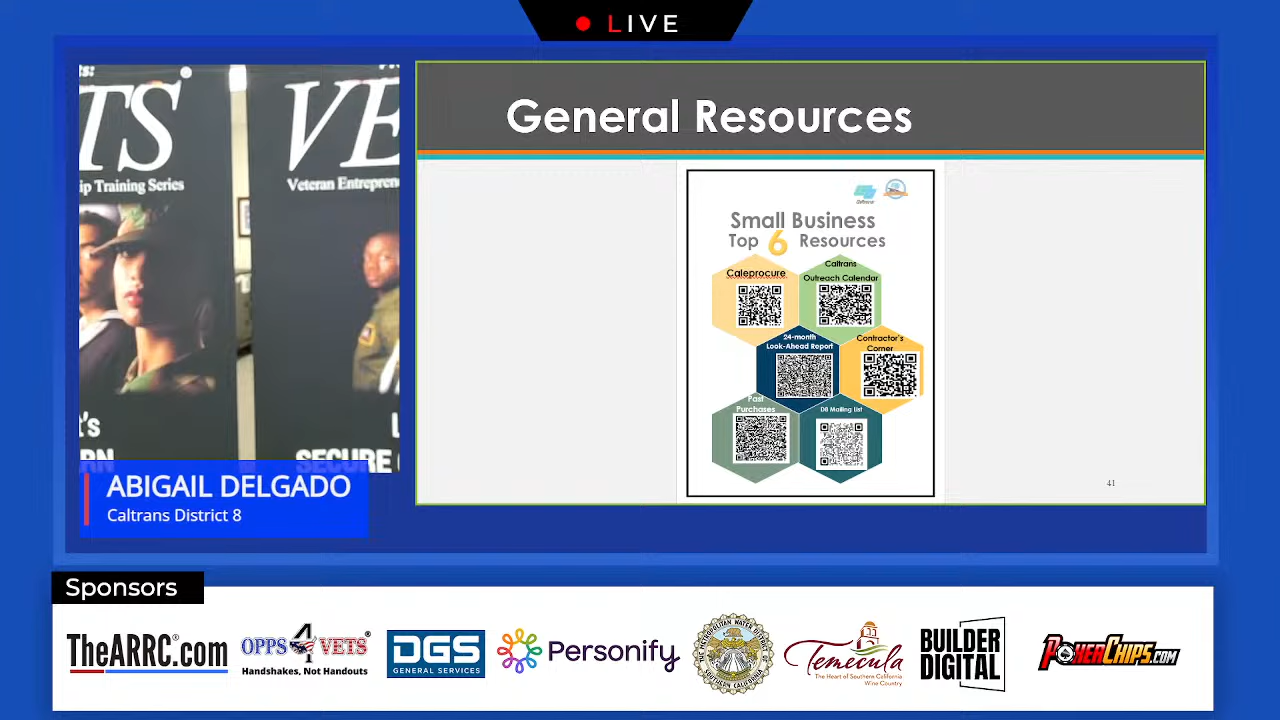 LIVE
TS®
ip Training Series
VE
Veteran Entrepren
t's
RN
SECURE
ABIGAIL DELGADO
Caltrans District 8
General Resources
Small Business
Top 6 Resources
Caleprocure
Caltrans
Outreach Calendar
24-month
Look-Ahead Report
Contractor's
Corner
Past
Purchases
D8 Mailing List
41
Sponsors
TheARRC®.com
OPPS 4 VETS®
Handshakes, Not Handouts
DGS
GENERAL SERVICES
Personify
Temecula
The Heart of Southern California
Wine Country
BUILDER
DIGITAL
POKERCHIPS.COM